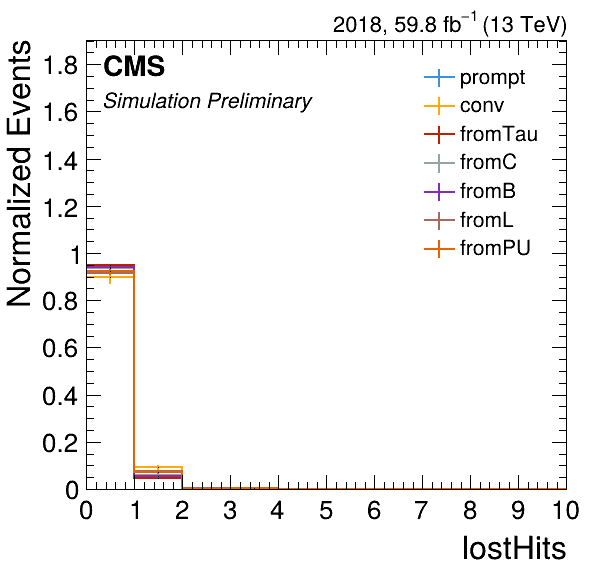 2018, 59.8 fb⁻¹ (13 TeV)
CMS
Simulation Preliminary
prompt
conv
fromTau
fromC
fromB
fromL
fromPU
Normalized Events
1.8
1.6
1.4
1.2
1
0.8
0.6
0.4
0.2
0
0 1 2 3 4 5 6 7 8 9 10
lostHits